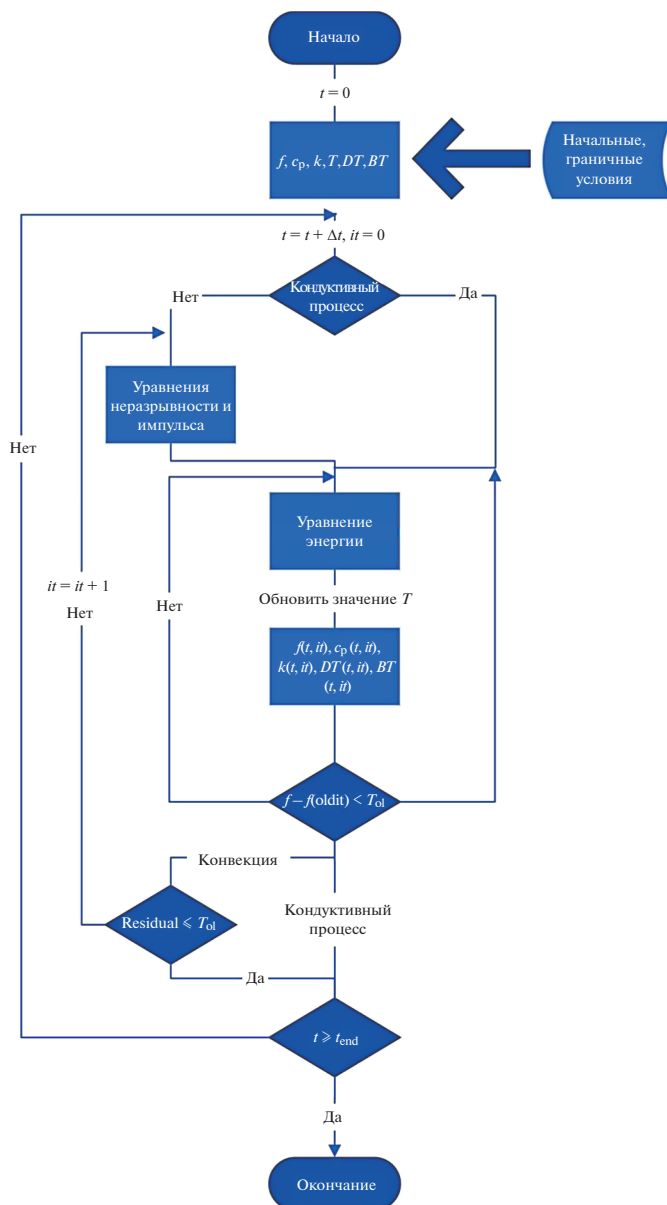 Начало
t = 0
f, cp, k, T, DT, BT
Начальные,
граничные
условия
t = t + Δt, it = 0
Кондуктивный
процесс
Нет
Да
Уравнения
неразрывности и
импульса
Нет
Уравнение
энергии
it = it + 1
Нет
Нет
Обновить значение T
f(t, it), cp (t, it),
k(t, it), DT (t, it), BT
(t, it)
f – f(oldit) < Tol
Конвекция
Кондуктивный
процесс
Residual ⩽ Tol
Да
t ⩾ tend
Да
Окончание